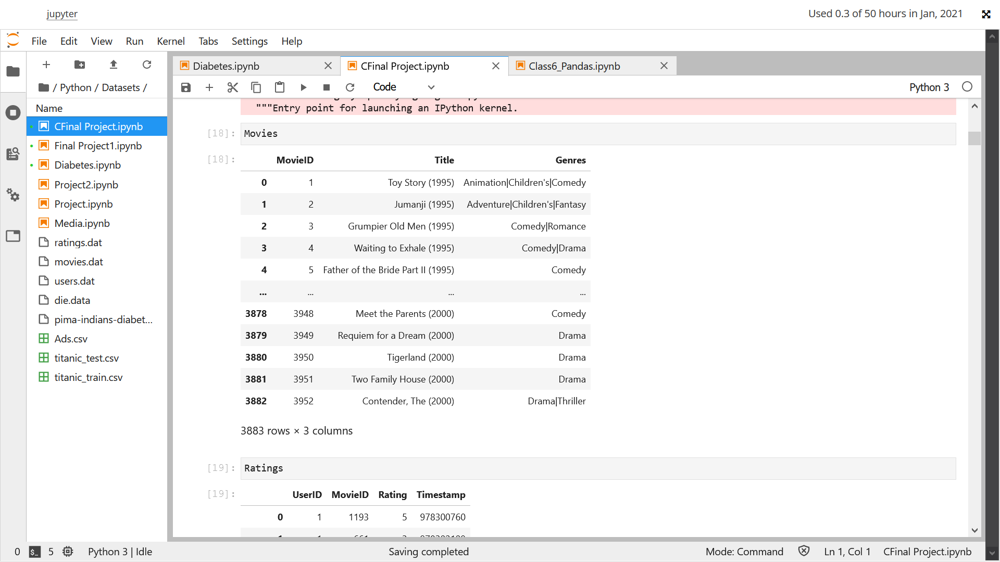 jupyter
Used 0.3 of 50 hours in Jan, 2021
File Edit View Run Kernel Tabs Settings Help
/ Python / Datasets /
Name
CFinal Project.ipynb
Final Project1.ipynb
Diabetes.ipynb
Project2.ipynb
Project.ipynb
Media.ipynb
ratings.dat
movies.dat
users.dat
die.data
pima-indians-diabet...
Ads.csv
titanic_test.csv
titanic_train.csv
Diabetes.ipynb CFinal Project.ipynb Class6_Pandas.ipynb
Code Python 3
"""Entry point for launching an IPython kernel.
[18]: Movies
[18]: MovieID Title Genres
0 1 Toy Story (1995) Animation|Children's|Comedy
1 2 Jumanji (1995) Adventure|Children's|Fantasy
2 3 Grumpier Old Men (1995) Comedy|Romance
3 4 Waiting to Exhale (1995) Comedy|Drama
4 5 Father of the Bride Part II (1995) Comedy
... ... ... ...
3878 3948 Meet the Parents (2000) Comedy
3879 3949 Requiem for a Dream (2000) Drama
3880 3950 Tigerland (2000) Drama
3881 3951 Two Family House (2000) Drama
3882 3952 Contender, The (2000) Drama|Thriller
3883 rows × 3 columns
[19]: Ratings
[19]: UserID MovieID Rating Timestamp
0 1 1193 5 978300760
0 $_ 5 Python 3 | Idle Saving completed Mode: Command Ln 1, Col 1 CFinal Project.ipynb